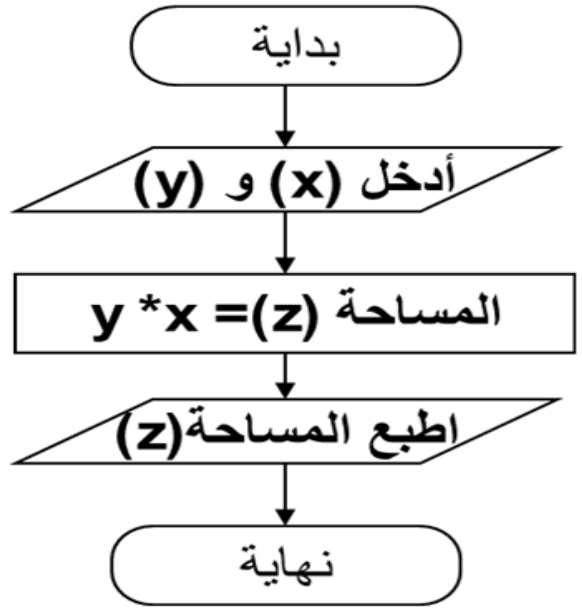 بداية
أدخل (x) و (y)
المساحة (z)= y *x
اطبع المساحة(z)
نهاية